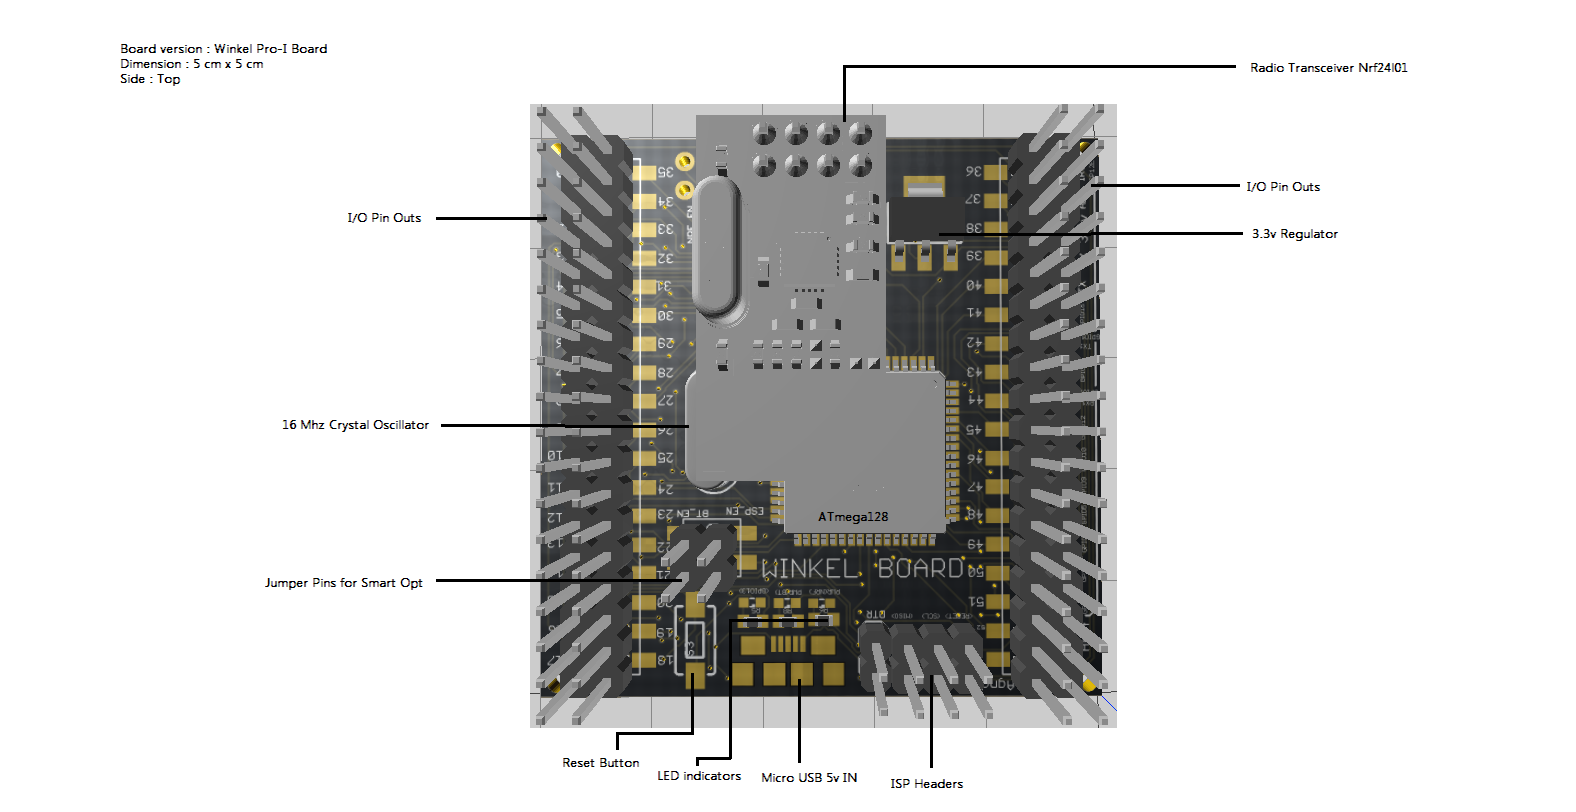 Board version : Winkel Pro-I Board
Dimension : 5 cm x 5 cm
Side : Top
Radio Transceiver Nrf24l01
I/O Pin Outs
I/O Pin Outs
3.3v Regulator
16 Mhz Crystal Oscillator
Jumper Pins for Smart Opt
Reset Button
LED indicators
Micro USB 5v IN
ISP Headers
ATmega128
WINKEL BOARD
BT_EN
ESP_EN
DTR
35
34
33
32
31
30
29
28
27
26
25
24
23
22
21
20
19
18
36
37
38
39
40
41
42
43
44
45
46
47
48
49
50
51
10
11
12
13